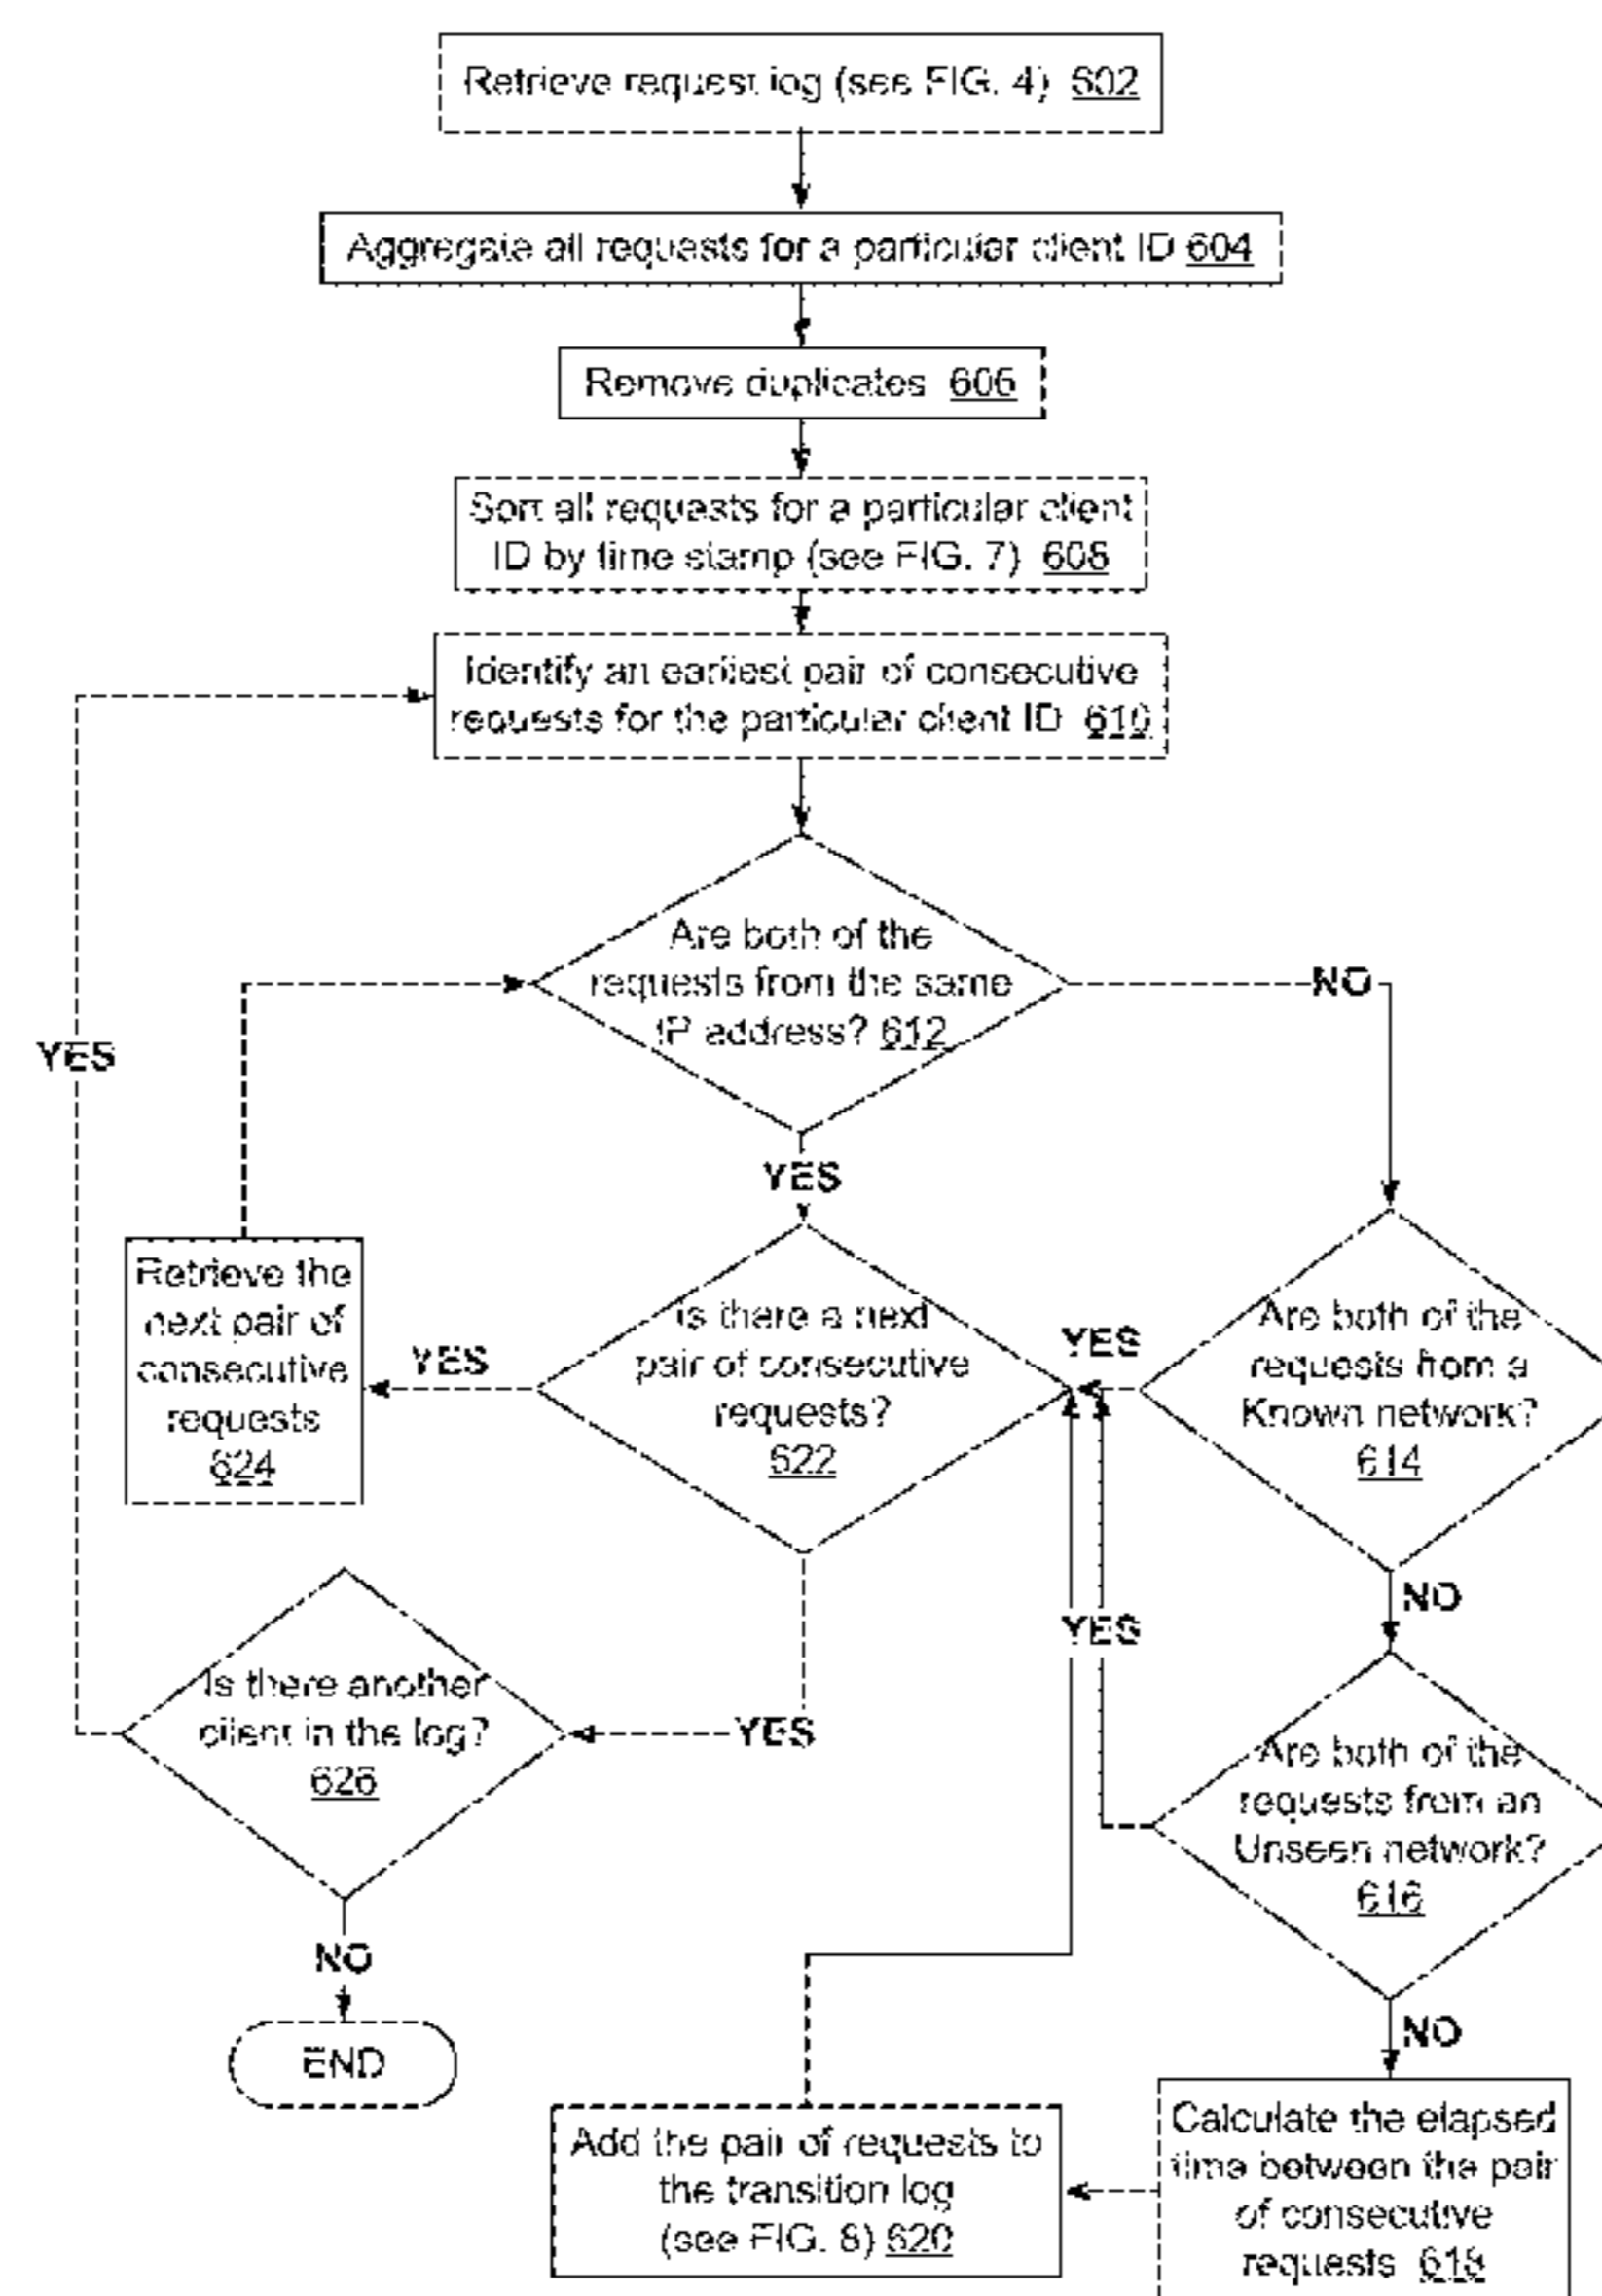 Retrieve request log (see FIG. 4) 602
Aggregate all requests for a particular client ID 604
Remove duplicates 606
Sort all requests for a particular client
ID by time stamp (see FIG. 7) 608
Identify an earliest pair of consecutive
requests for the particular client ID 610
Are both of the
requests from the same
IP address? 612
NO
YES
YES
Retrieve the
next pair of
consecutive
requests
624
YES
Is there a next
pair of consecutive
requests?
622
YES
Are both of the
requests from a
Known network?
614
NO
YES
Is there another
client in the log?
626
YES
Are both of the
requests from an
Unseen network?
616
NO
END
NO
Add the pair of requests to
the transition log
(see FIG. 8) 620
Calculate the elapsed
time between the pair
of consecutive
requests 618